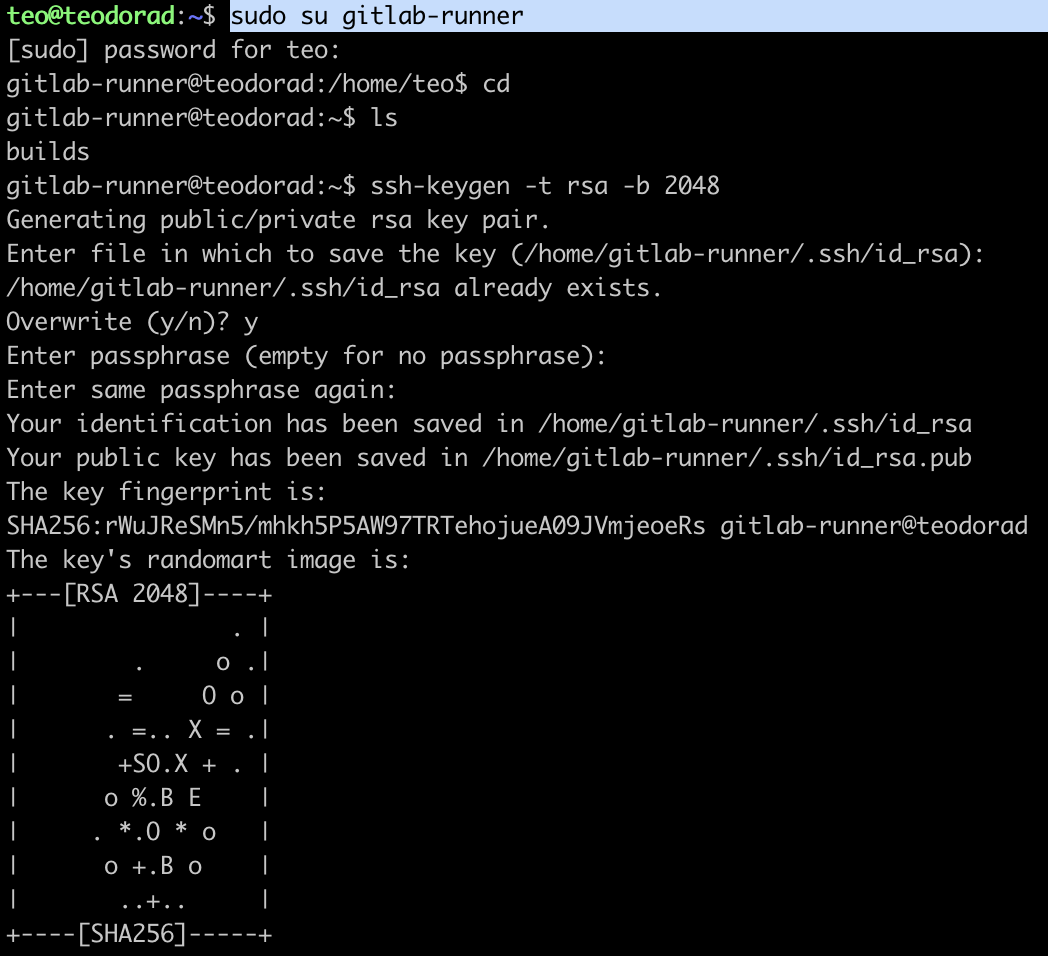 teo@teodorad:~$ sudo su gitlab-runner
[sudo] password for teo:
gitlab-runner@teodorad:/home/teo$ cd
gitlab-runner@teodorad:~$ ls
builds
gitlab-runner@teodorad:~$ ssh-keygen -t rsa -b 2048
Generating public/private rsa key pair.
Enter file in which to save the key (/home/gitlab-runner/.ssh/id_rsa):
/home/gitlab-runner/.ssh/id_rsa already exists.
Overwrite (y/n)? y
Enter passphrase (empty for no passphrase):
Enter same passphrase again:
Your identification has been saved in /home/gitlab-runner/.ssh/id_rsa
Your public key has been saved in /home/gitlab-runner/.ssh/id_rsa.pub
The key fingerprint is:
SHA256:rWuJReSMn5/mhkh5P5AW97TRTehojueA09JVmjeoeRs gitlab-runner@teodorad
The key's randomart image is:
+---[RSA 2048]----+
|                . |
|        .     o .|
|       =     O o |
|      . =.. X = .|
|       +SO.X + . |
|      o %.B E    |
|     . *.O * o   |
|      o +.B o    |
|       ..+..     |
+----[SHA256]-----+